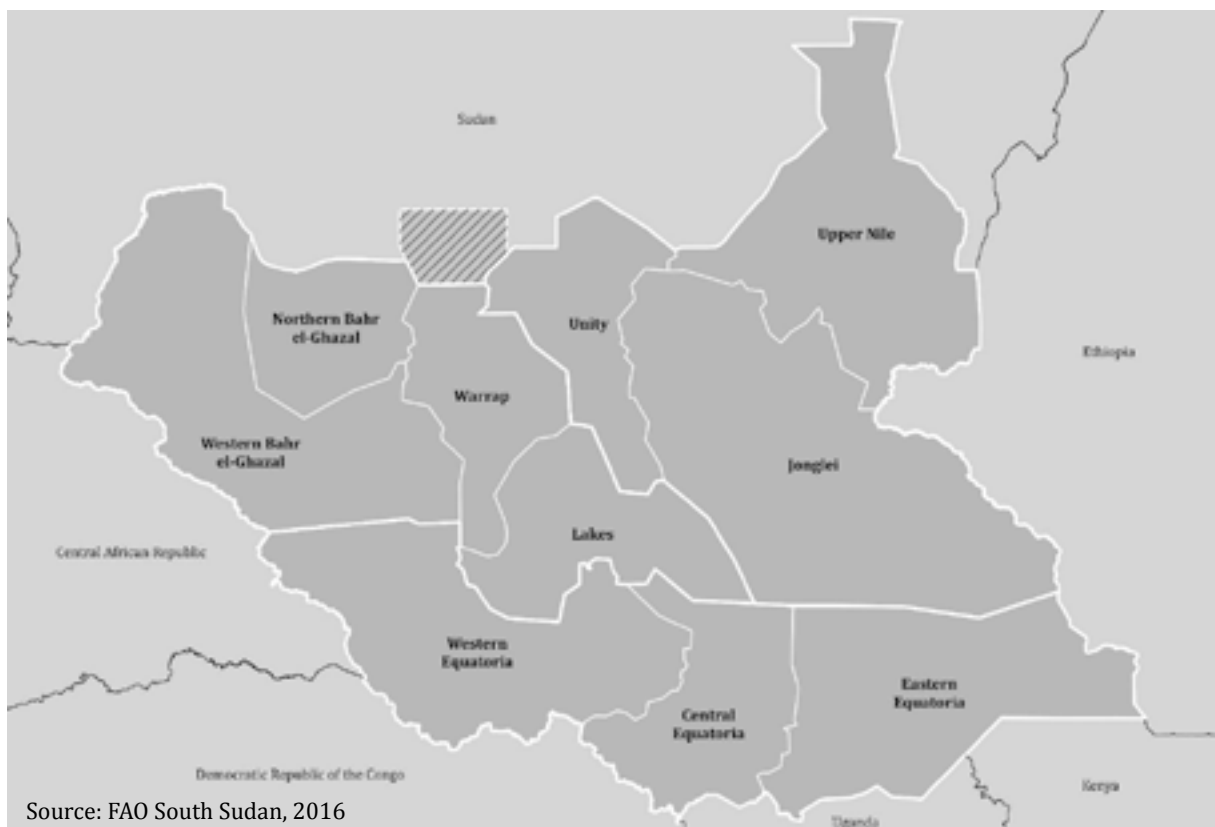 Sudan
Upper Nile
Northern Bahr
el-Ghazal
Unity
Ethiopia
Warrap
Western Bahr
el-Ghazal
Jonglei
Lakes
Central African Republic
Western
Equatoria
Eastern
Equatoria
Central
Equatoria
Democratic Republic of the Congo
Kenya
Source: FAO South Sudan, 2016
Uganda